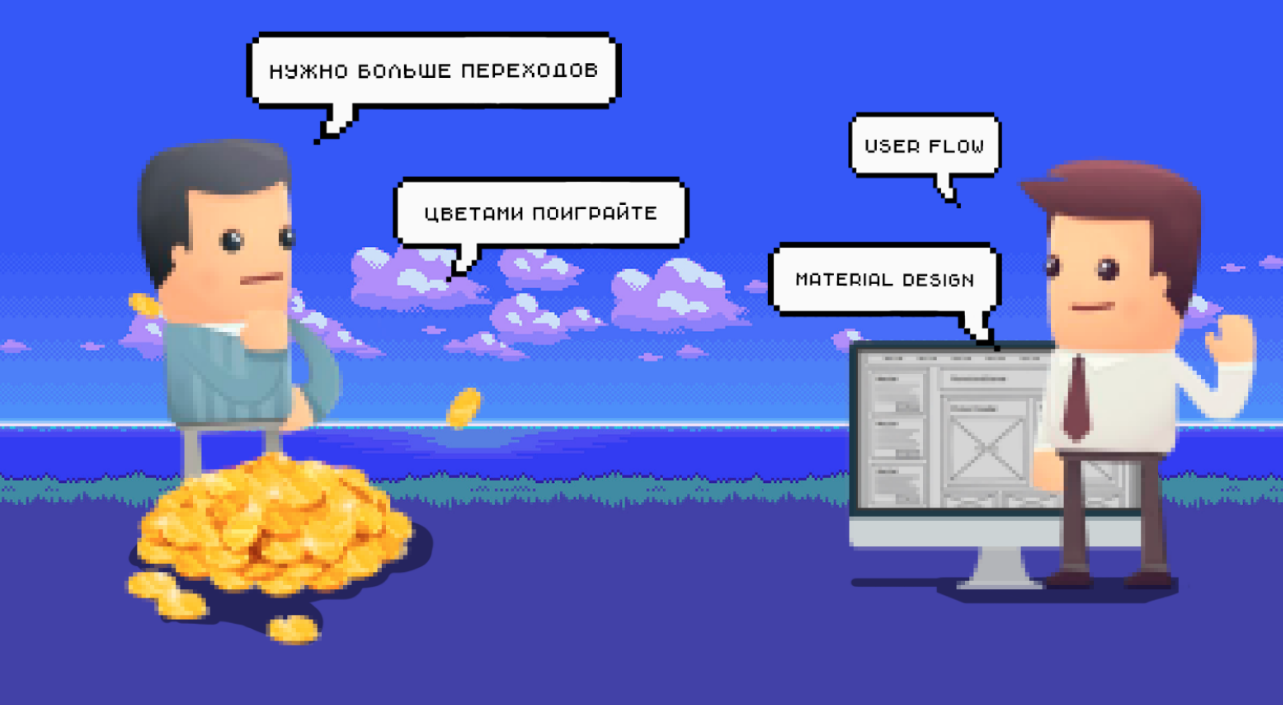 НУЖНО БОЛЬШЕ ПЕРЕХОДОВ
ЦВЕТАМИ ПОИГРАЙТЕ
USER FLOW
MATERIAL DESIGN